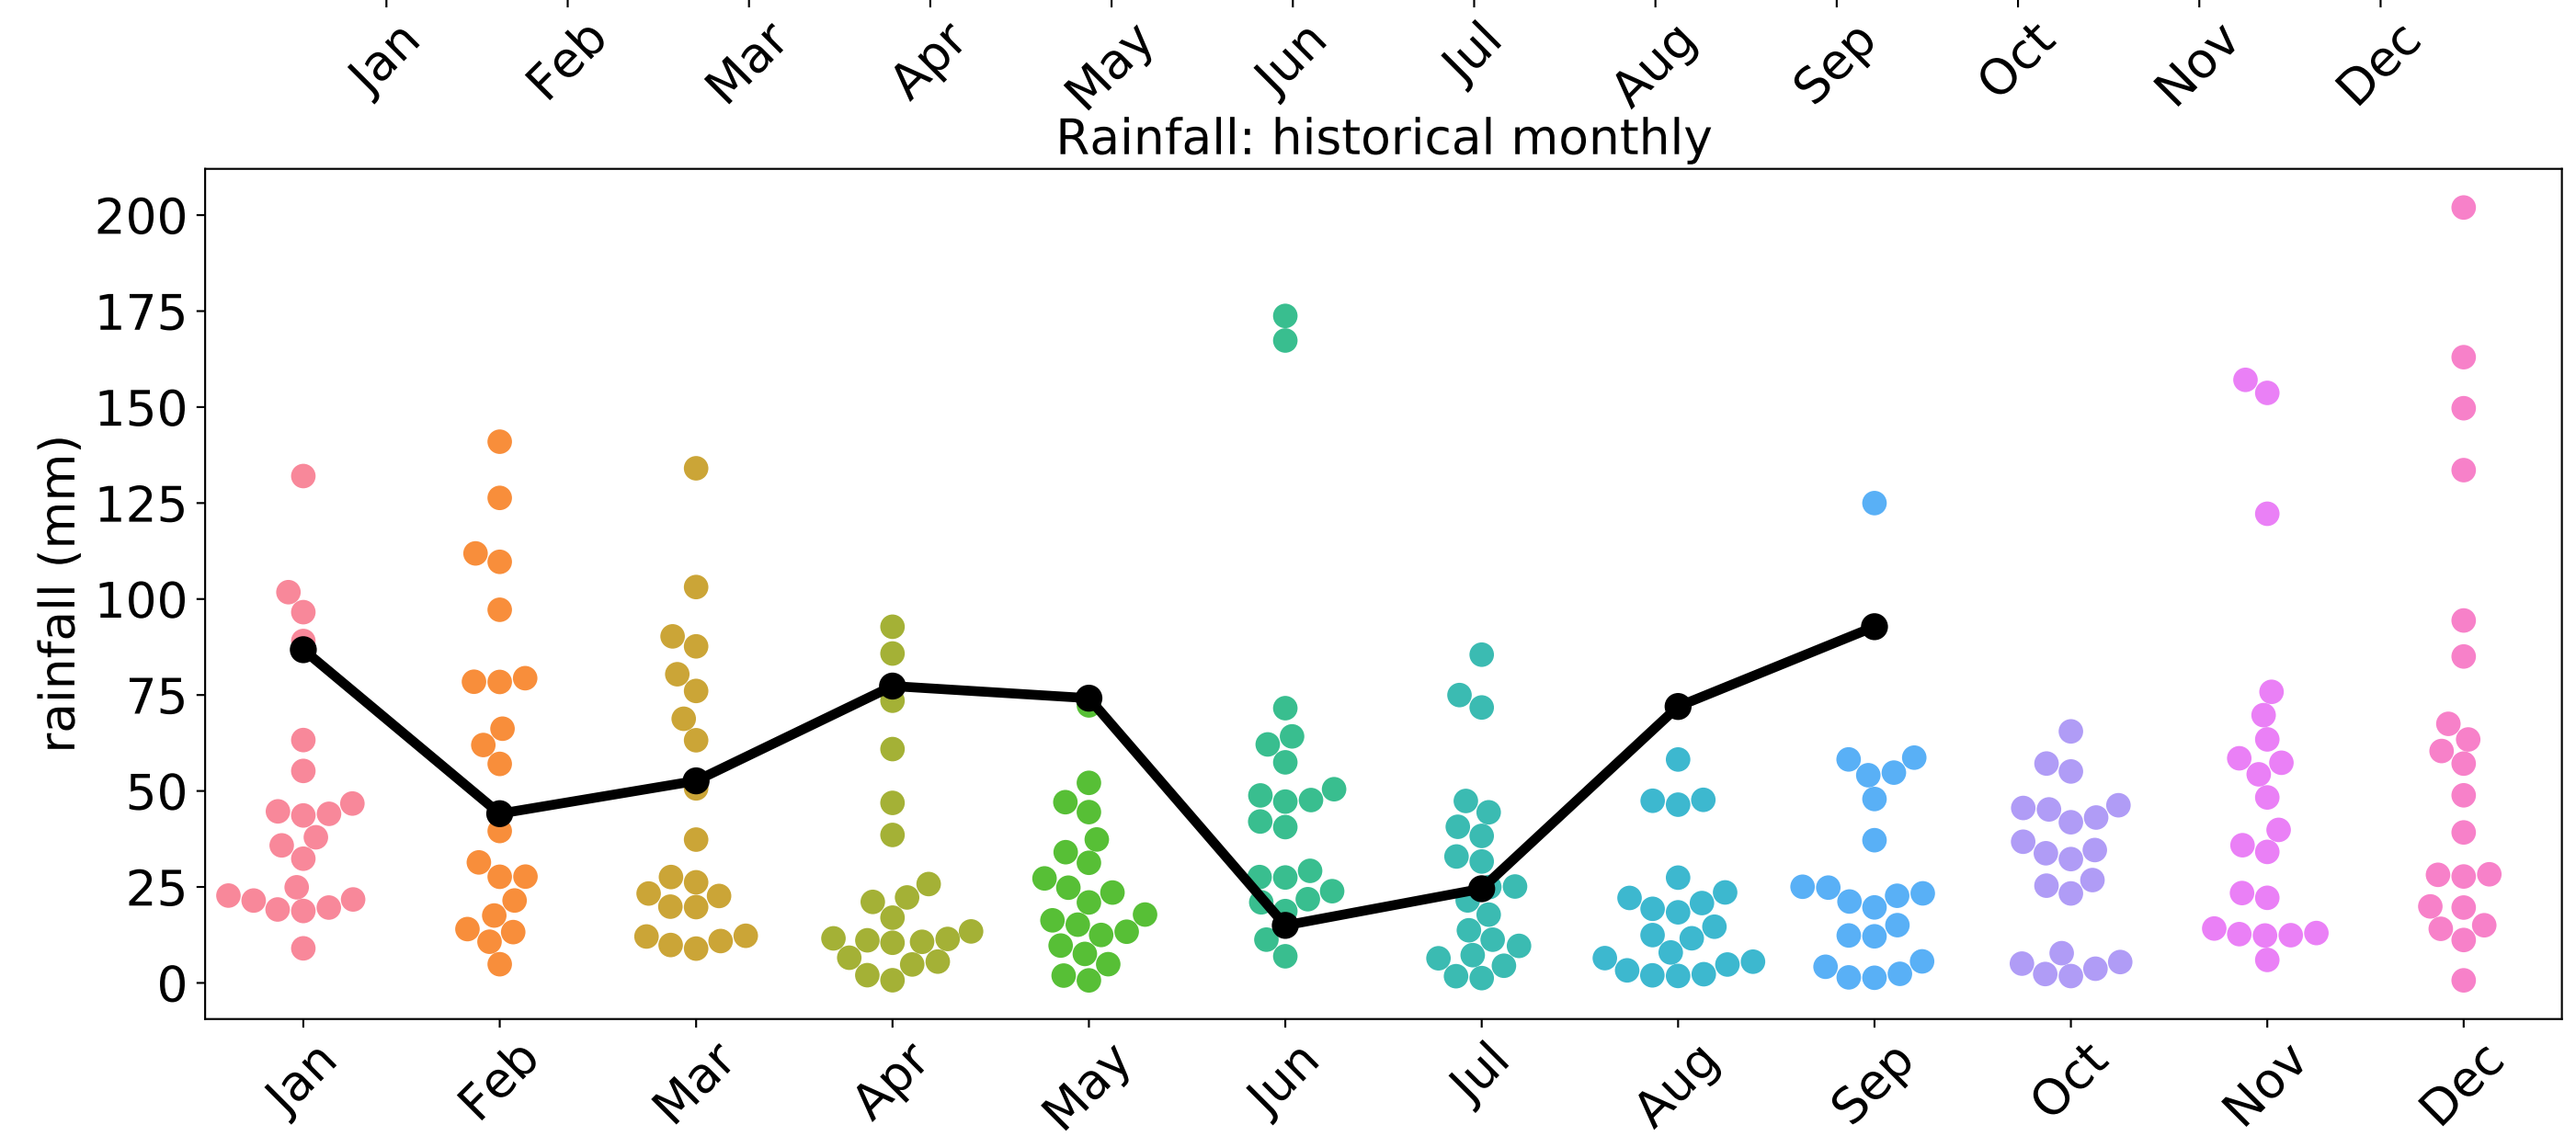 Jan Feb Mar Apr May Jun Jul Aug Sep Oct Nov Dec
Rainfall: historical monthly
rainfall (mm)
200
175
150
125
100
75
50
25
0
Jan Feb Mar Apr May Jun Jul Aug Sep Oct Nov Dec